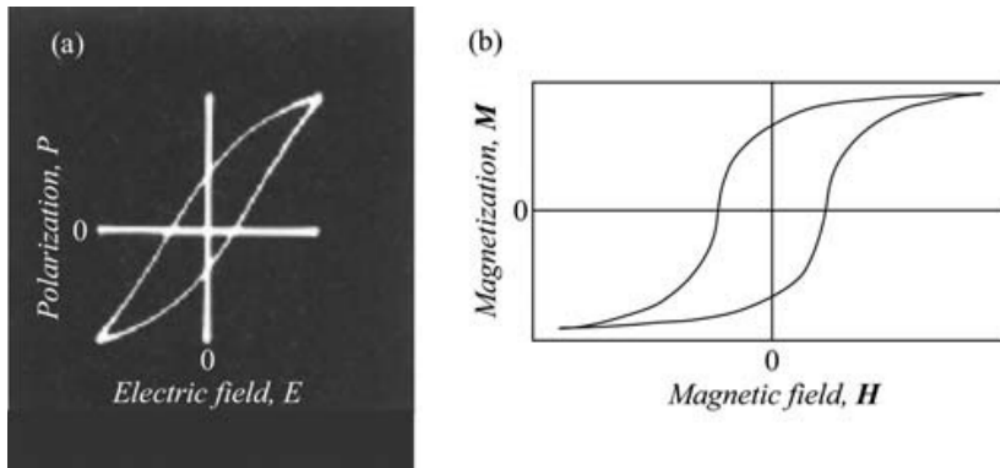 (a)
Polarization, P
0
0
Electric field, E
(b)
Magnetization, M
0
0
Magnetic field, H